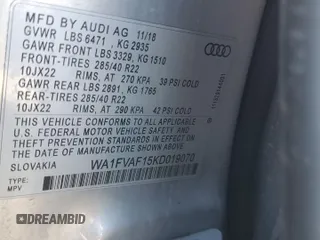 MFD BY AUDI AG 11/18
GVWR LBS 6471 , KG 2935
GAWR FRONT LBS 3329, KG 1510
FRONT-TIRES 285/40 R22
10JX22 RIMS, AT 270 KPA 39 PSI COLD
GAWR REAR LBS 2891, KG 1765
REAR-TIRES 285/40 R22
10JX22 RIMS, AT 290 KPA 42 PSI COLD
THIS VEHICLE CONFORMS TO ALL APPLICABLE
FEDERAL MOTOR VEHICLE SAFETY, BUMPER, AND
THEFT PREVENTION STANDARDS IN EFFECT ON THE
DATE OF MANUFACTURE SHOWN ABOVE.
SLOVAKIA WA1FVAF15KD019070
TYPE:
MPV
DREAMBID